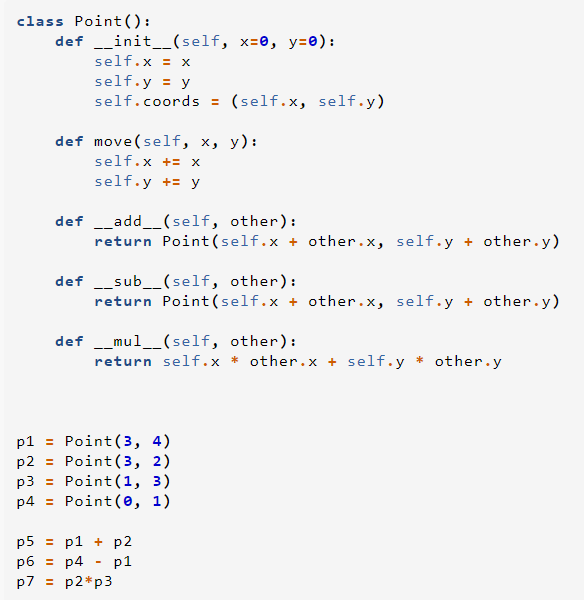 class Point():
    def __init__(self, x=0, y=0):
        self.x = x
        self.y = y
        self.coords = (self.x, self.y)

    def move(self, x, y):
        self.x += x
        self.y += y

    def __add__(self, other):
        return Point(self.x + other.x, self.y + other.y)

    def __sub__(self, other):
        return Point(self.x + other.x, self.y + other.y)

    def __mul__(self, other):
        return self.x * other.x + self.y * other.y

p1 = Point(3, 4)
p2 = Point(3, 2)
p3 = Point(1, 3)
p4 = Point(0, 1)

p5 = p1 + p2
p6 = p4 - p1
p7 = p2*p3